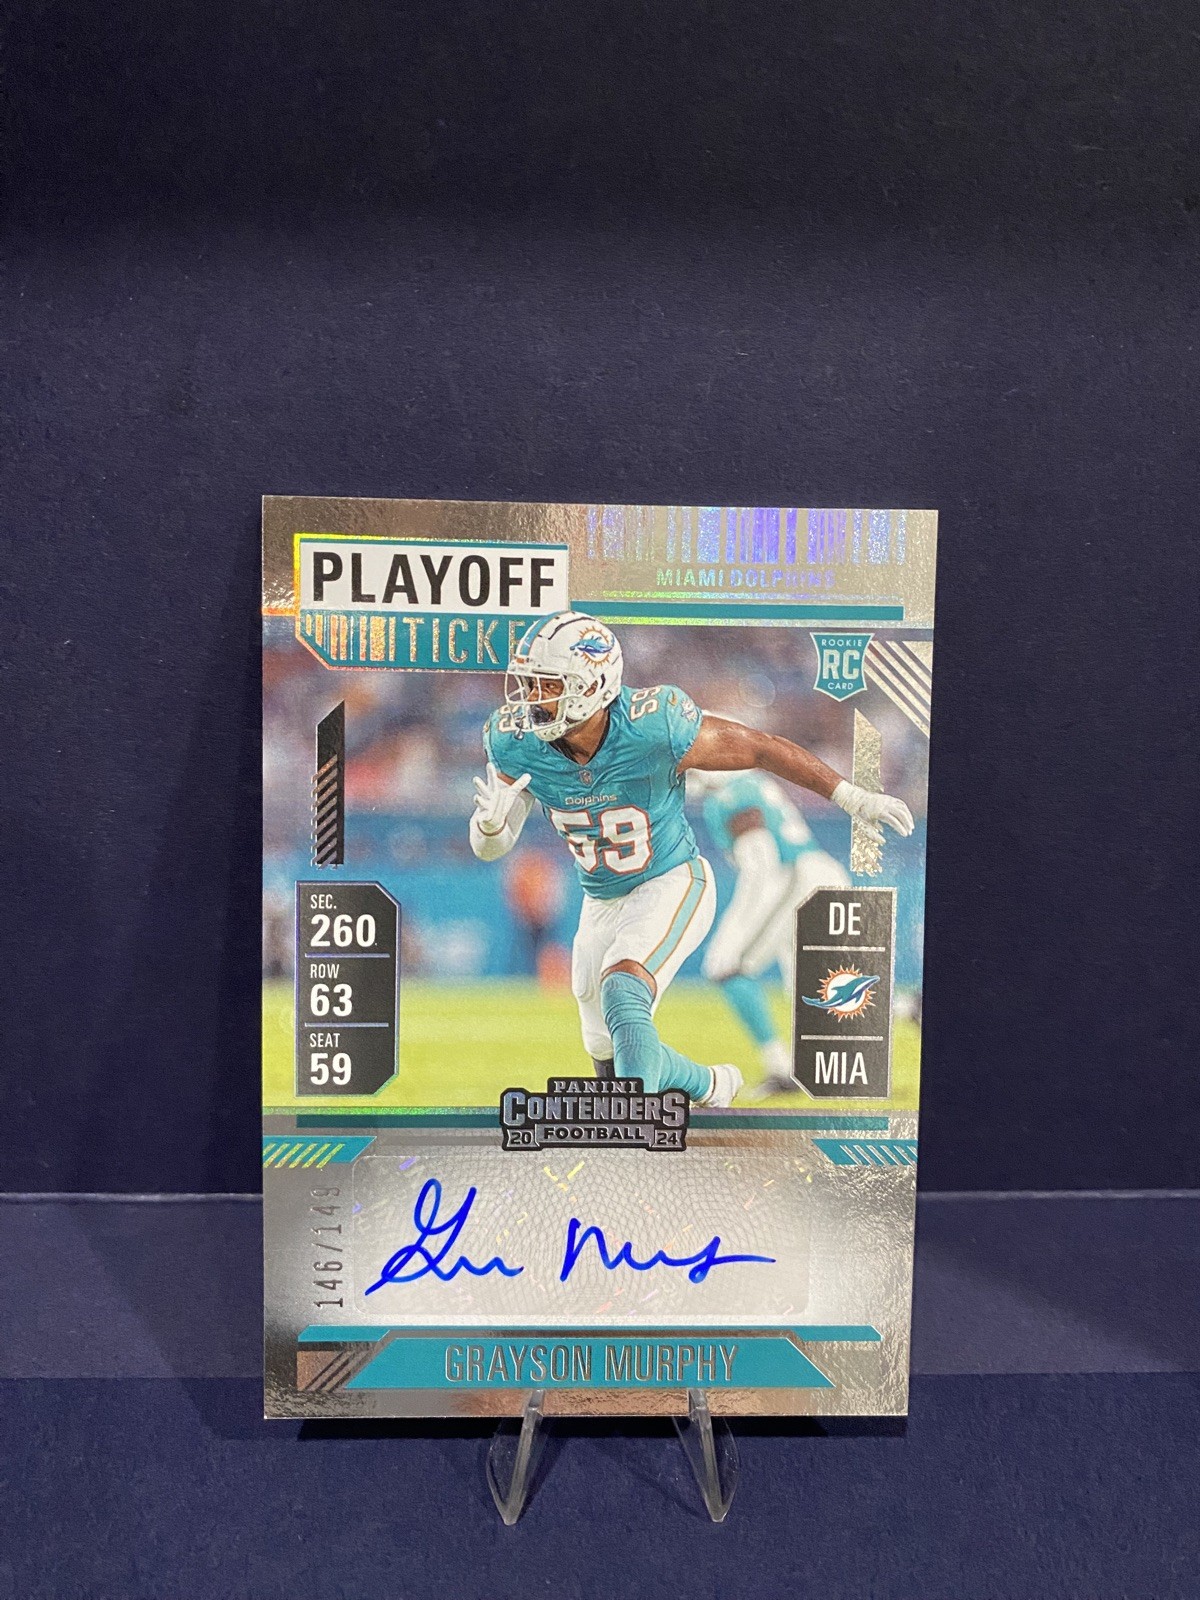 PLAYOFF
MIAMI DOLPHINS
TICKE
ROOKIE
RC
CARD
59
Dolphins
59
SEC.
260
ROW
63
SEAT
59
DE
MIA
PANINI
CONTENDERS
20 FOOTBALL 24
146/149
GRAYSON MURPHY